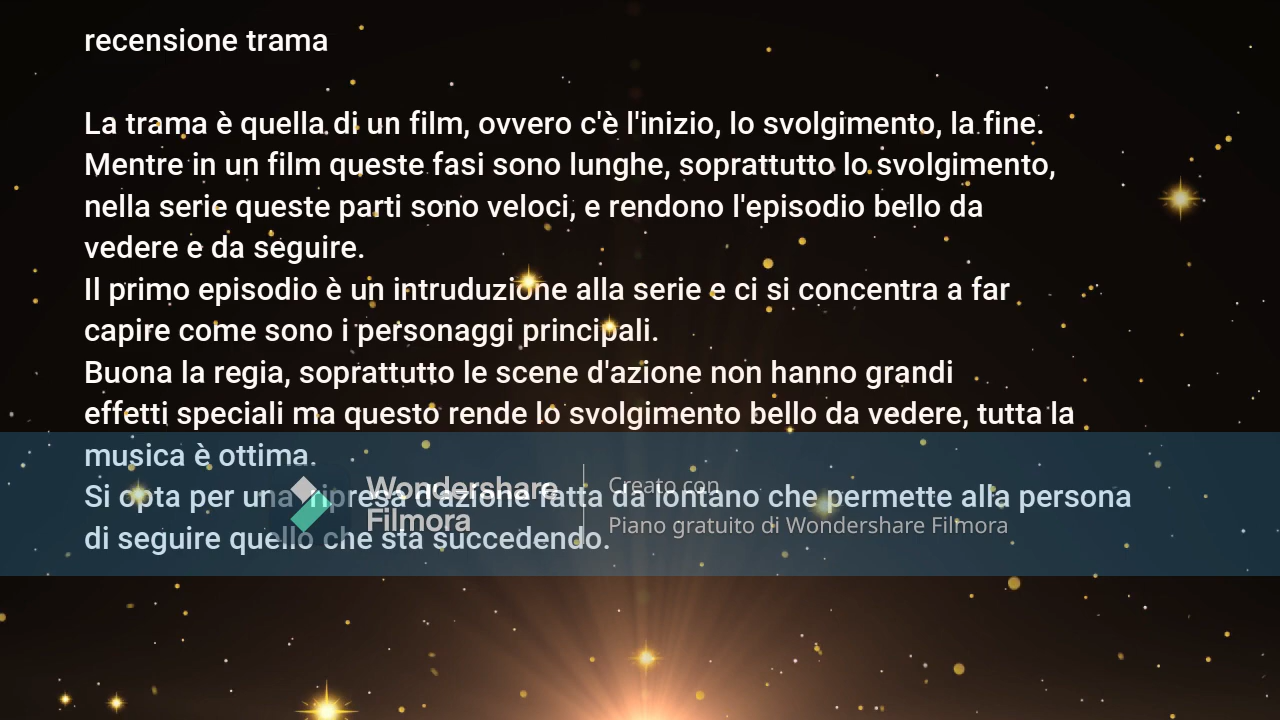 recensione trama
La trama è quella di un film, ovvero c'è l'inizio, lo svolgimento, la fine.
Mentre in un film queste fasi sono lunghe, soprattutto lo svolgimento,
nella serie queste parti sono veloci, e rendono l'episodio bello da
vedere e da seguire.
Il primo episodio è un intruduzione alla serie e ci si concentra a far
capire come sono i personaggi principali.
Buona la regia, soprattutto le scene d'azione non hanno grandi
effetti speciali ma questo rende lo svolgimento bello da vedere, tutta la
musica è ottima.
Si opta per una ripresa d'azione fatta da lontano che permette alla persona
di seguire quello che sta succedendo.
Wondershare
Filmora
Creato con
Piano gratuito di Wondershare Filmora